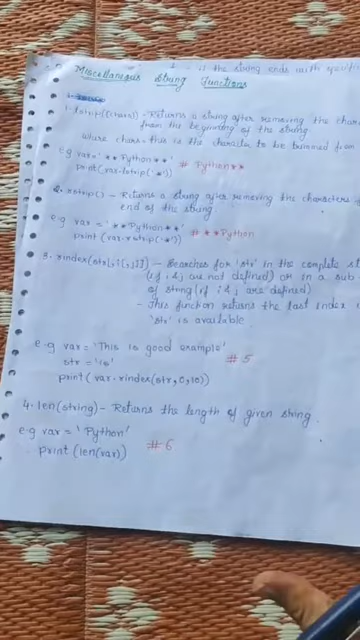 if the string ends with specifi
Miscellaneous String Functions
1. lstrip([chars]) - Returns a string after removing the chara
from the beginning of the string
where chars - this is the character to be trimmed from
e.g var = '**Python**'
print(var.lstrip('*')) # Python**
2. rstrip() - Returns a string after removing the characters f
end of the string
e.g var = '**Python**'
print(var.rstrip('*')) # **Python
3. rindex(str[,i[,j]]) - Searches for 'str' in the complete st
(if i & j are not defined) or in a sub
of string (if i & j are defined)
- This function returns the last index
'str' is available.
e.g var = 'This is good example'
str = 'is' #5
print(var.rindex(str,0,10))
4. len(string) - Returns the length of given string.
e.g var = 'Python'
print(len(var)) #6